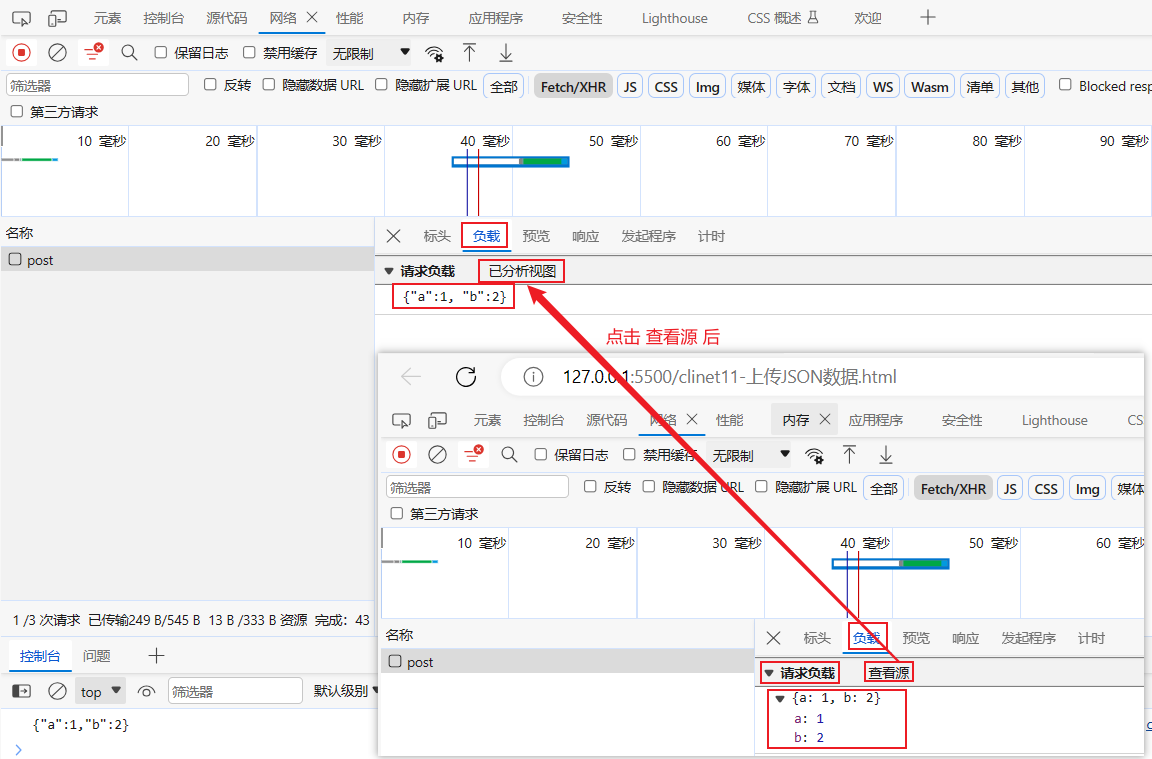 元素 控制台 源代码 网络 性能 内存 应用程序 安全性 Lighthouse CSS 概述 欢迎
保留日志 禁用缓存 无限制
筛选器 反转 隐藏数据 URL 隐藏扩展 URL 全部 Fetch/XHR JS CSS Img 媒体 字体 文档 WS Wasm 清单 其他 Blocked resp
第三方请求
10 毫秒 20 毫秒 30 毫秒 40 毫秒 50 毫秒 60 毫秒 70 毫秒 80 毫秒 90 毫秒
名称
标头 负载 预览 响应 发起程序 计时
post
请求负载 已分析视图
{"a":1, "b":2}
点击 查看源 后
127.0.0.1:5500/clinet11-上传JSON数据.html
元素 控制台 源代码 网络 性能 内存 应用程序 安全性 Lighthouse CS
保留日志 禁用缓存 无限制
筛选器 反转 隐藏数据 URL 隐藏扩展 URL 全部 Fetch/XHR JS CSS Img 媒体
第三方请求
10 毫秒 20 毫秒 30 毫秒 40 毫秒 50 毫秒 60 毫秒
名称
标头 负载 预览 响应 发起程序 计时
post
请求负载 查看源
{a: 1, b: 2}
a: 1
b: 2
1 /3 次请求 已传输249 B/545 B 13 B /333 B 资源 完成: 43
控制台 问题
top 筛选器 默认级别
{"a":1,"b":2}